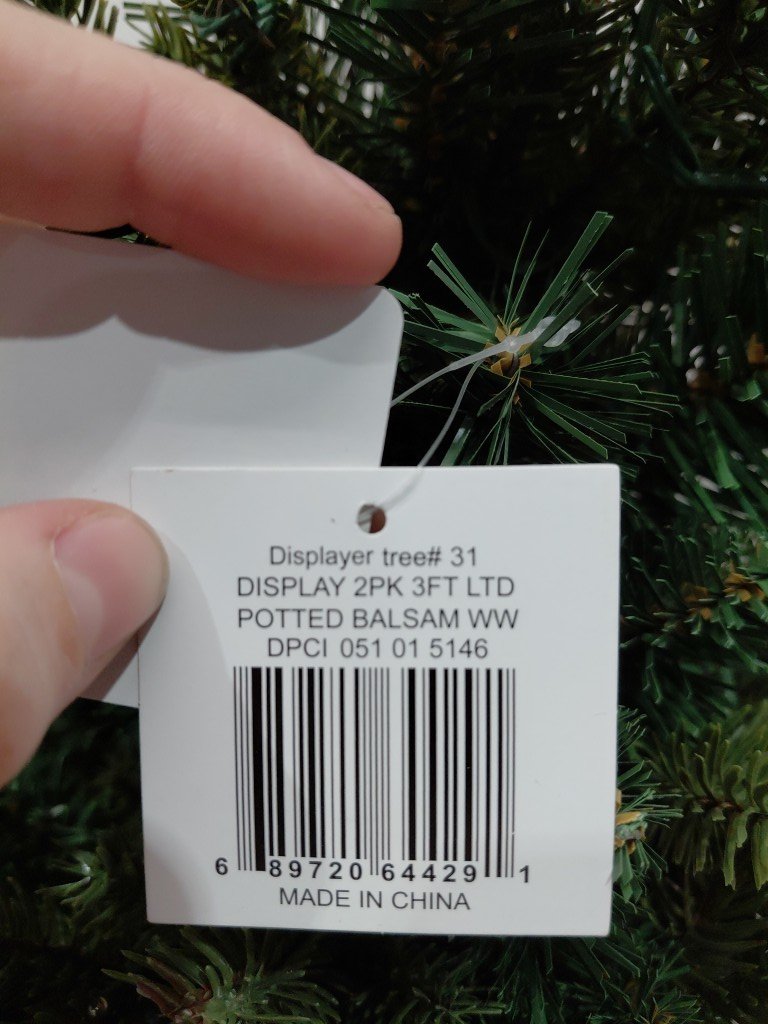 Displayer tree# 31
DISPLAY 2PK 3FT LTD
POTTED BALSAM WW
DPCI 051 01 5146
6 89720 64429 1
MADE IN CHINA